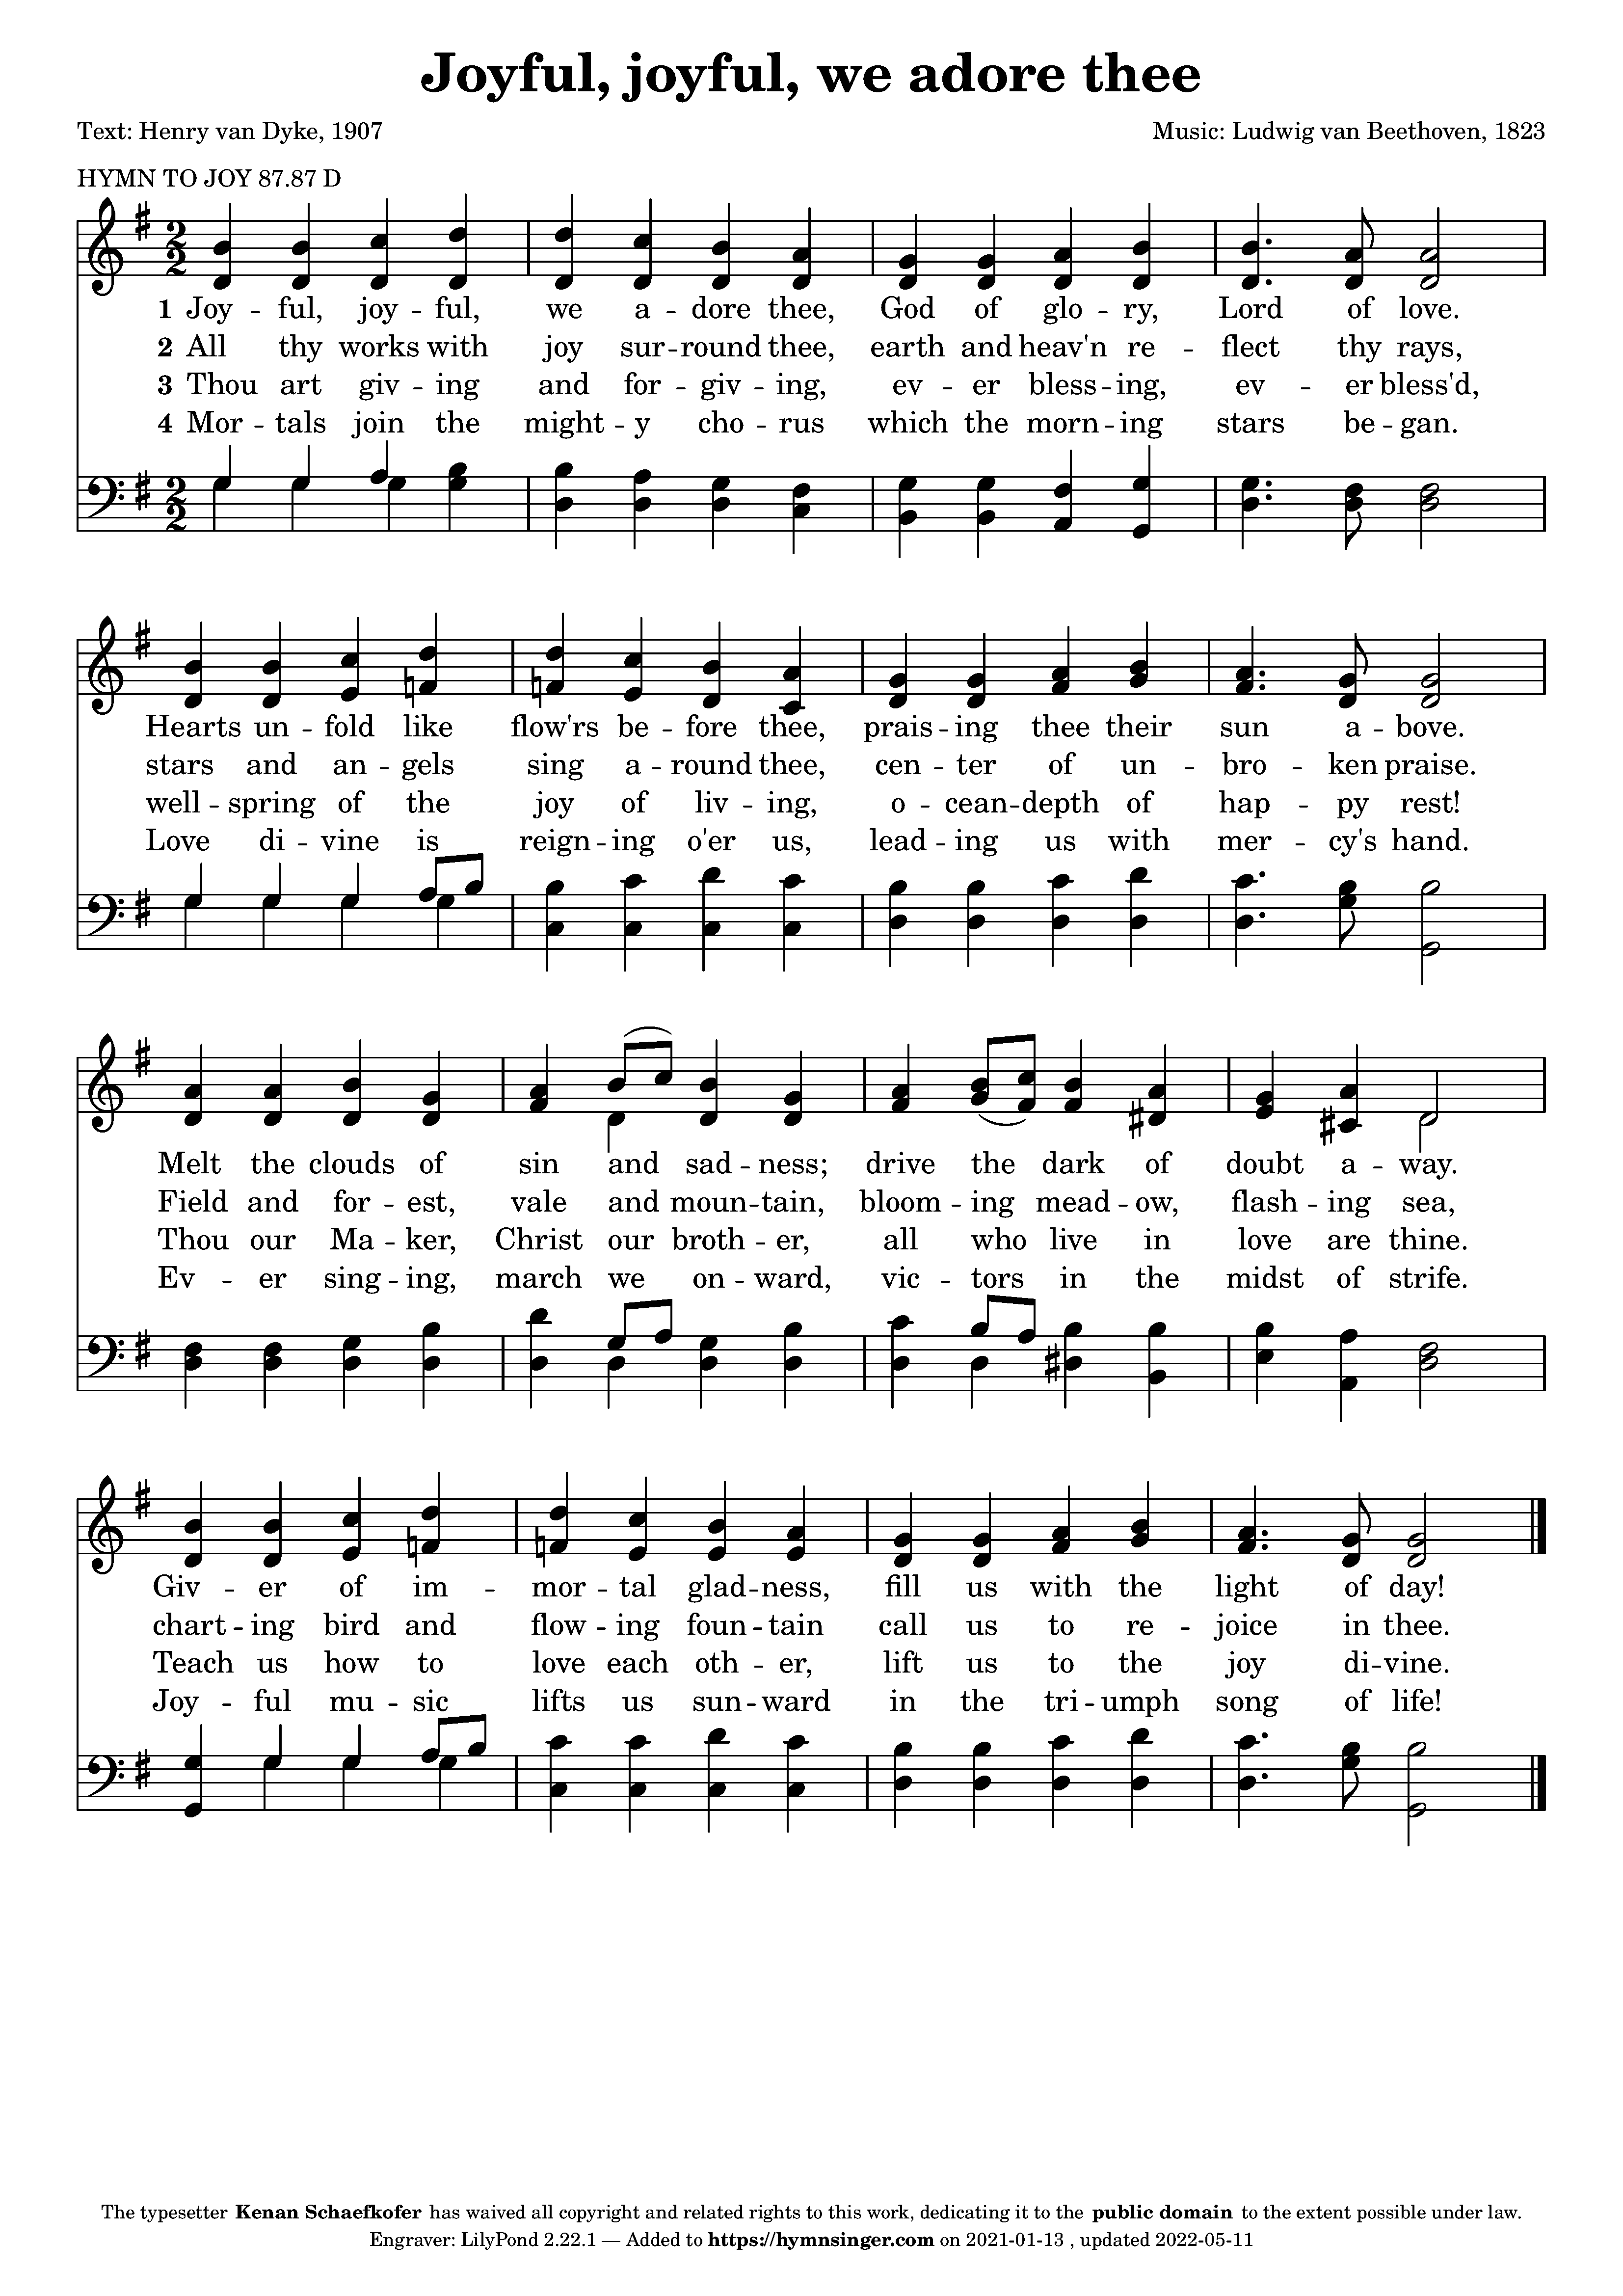 Joyful, joyful, we adore thee
Text: Henry van Dyke, 1907
Music: Ludwig van Beethoven, 1823
HYMN TO JOY 87.87 D
1 Joy - ful, joy - ful, we a - dore thee, God of glo - ry, Lord of love.
2 All thy works with joy sur - round thee, earth and heav'n re - flect thy rays,
3 Thou art giv - ing and for - giv - ing, ev - er bless - ing, ev - er bless'd,
4 Mor - tals join the might - y cho - rus which the morn - ing stars be - gan.
Hearts un - fold like flow'rs be - fore thee, prais - ing thee their sun a - bove.
stars and an - gels sing a - round thee, cen - ter of un - bro - ken praise.
well - spring of the joy of liv - ing, o - cean - depth of hap - py rest!
Love di - vine is reign - ing o'er us, lead - ing us with mer - cy's hand.
Melt the clouds of sin and sad - ness; drive the dark of doubt a - way.
Field and for - est, vale and moun - tain, bloom - ing mead - ow, flash - ing sea,
Thou our Ma - ker, Christ our broth - er, all who live in love are thine.
Ev - er sing - ing, march we on - ward, vic - tors in the midst of strife.
Giv - er of im - mor - tal glad - ness, fill us with the light of day!
chart - ing bird and flow - ing foun - tain call us to re - joice in thee.
Teach us how to love each oth - er, lift us to the joy di - vine.
Joy - ful mu - sic lifts us sun - ward in the tri - umph song of life!
The typesetter Kenan Schaefkofer has waived all copyright and related rights to this work, dedicating it to the public domain to the extent possible under law.
Engraver: LilyPond 2.22.1 — Added to https://hymnsinger.com on 2021-01-13 , updated 2022-05-11